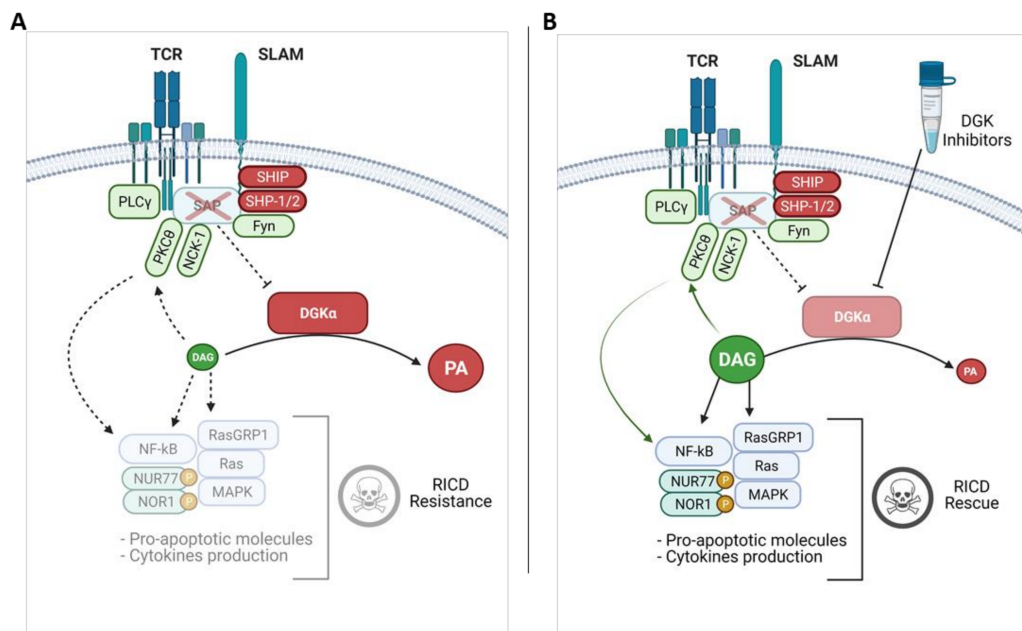 A
TCR
SLAM
SHIP
PLCγ
SAP
SHP-1/2
Fyn
PKCθ
NCK-1
DGKα
DAG
PA
RasGRP1
NF-kB
Ras
NUR77
P
MAPK
NOR1
P
RICD
Resistance
- Pro-apoptotic molecules
- Cytokines production
B
TCR
SLAM
DGK
Inhibitors
SHIP
PLCγ
SAP
SHP-1/2
Fyn
PKCθ
NCK-1
DGKα
DAG
PA
RasGRP1
NF-kB
Ras
NUR77
P
MAPK
NOR1
P
RICD
Rescue
- Pro-apoptotic molecules
- Cytokines production